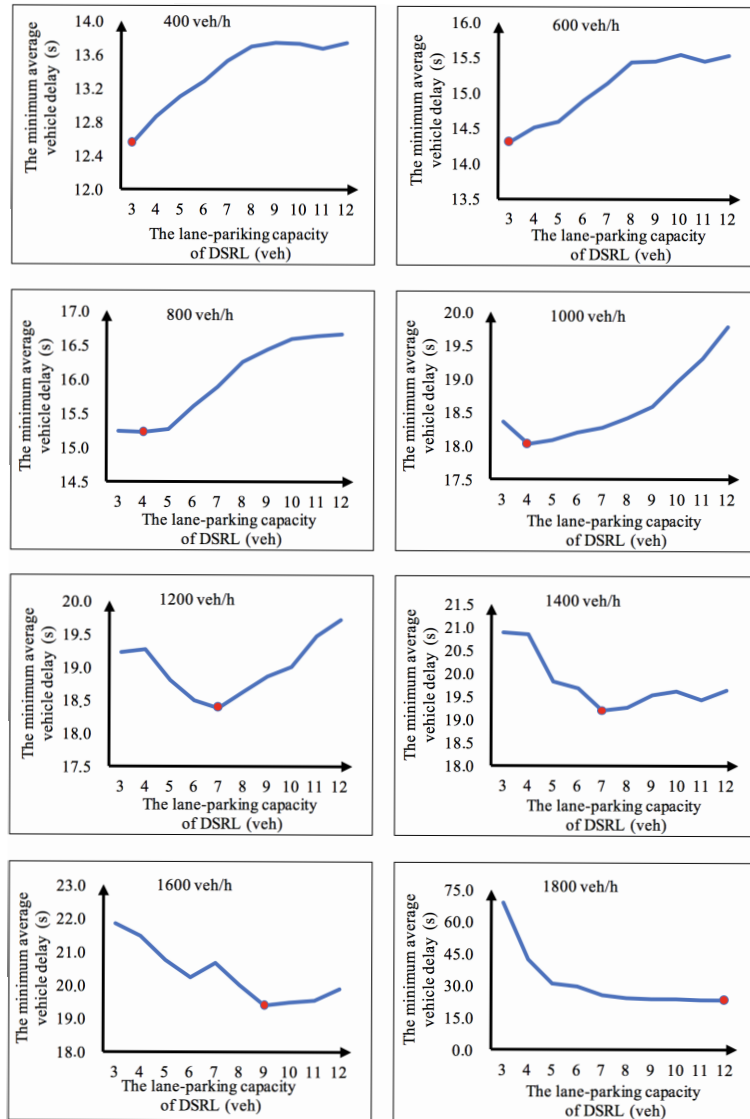 400 veh/h
The minimum average
vehicle delay (s)
14.0
13.6
13.2
12.8
12.4
12.0
3 4 5 6 7 8 9 10 11 12
The lane-pariking capacity
of DSRL (veh)
600 veh/h
The minimum average
vehicle delay (s)
16.0
15.5
15.0
14.5
14.0
13.5
3 4 5 6 7 8 9 10 11 12
The lane-parking capacity
of DSRL (veh)
800 veh/h
The minimum average
vehicle delay (s)
17.0
16.5
16.0
15.5
15.0
14.5
3 4 5 6 7 8 9 10 11 12
The lane-parking capacity
of DSRL (veh)
1000 veh/h
The minimum average
vehicle delay (s)
20.0
19.5
19.0
18.5
18.0
17.5
3 4 5 6 7 8 9 10 11 12
The lane-parking capacity
of DSRL (veh)
1200 veh/h
The minimum average
vehicle delay (s)
20.0
19.5
19.0
18.5
18.0
17.5
3 4 5 6 7 8 9 10 11 12
The lane-parking capacity
of DSRL (veh)
1400 veh/h
The minimum average
vehicle delay (s)
21.5
21.0
20.5
20.0
19.5
19.0
18.5
18.0
3 4 5 6 7 8 9 10 11 12
The lane-parking capacity
of DSRL (veh)
1600 veh/h
The minimum average
vehicle delay (s)
23.0
22.0
21.0
20.0
19.0
18.0
3 4 5 6 7 8 9 10 11 12
The lane-parking capacity
of DSRL (veh)
1800 veh/h
The minimum average
vehicle delay (s)
75.0
60.0
45.0
30.0
15.0
0.0
3 4 5 6 7 8 9 10 11 12
The lane-parking capacity
of DSRL (veh)